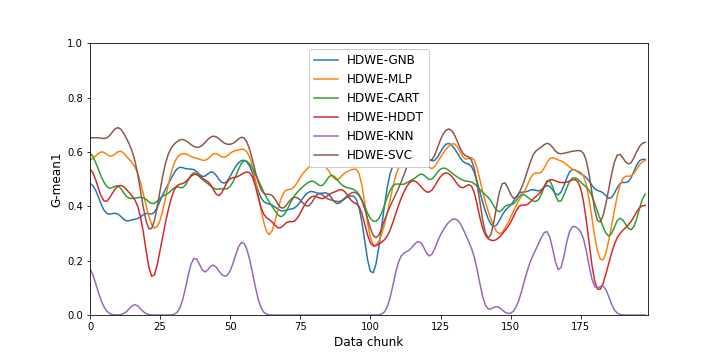 1.0
0.8
0.6
0.4
0.2
0.0
G-mean1
HDWE-GNB
HDWE-MLP
HDWE-CART
HDWE-HDDT
HDWE-KNN
HDWE-SVC
0 25 50 75 100 125 150 175
Data chunk